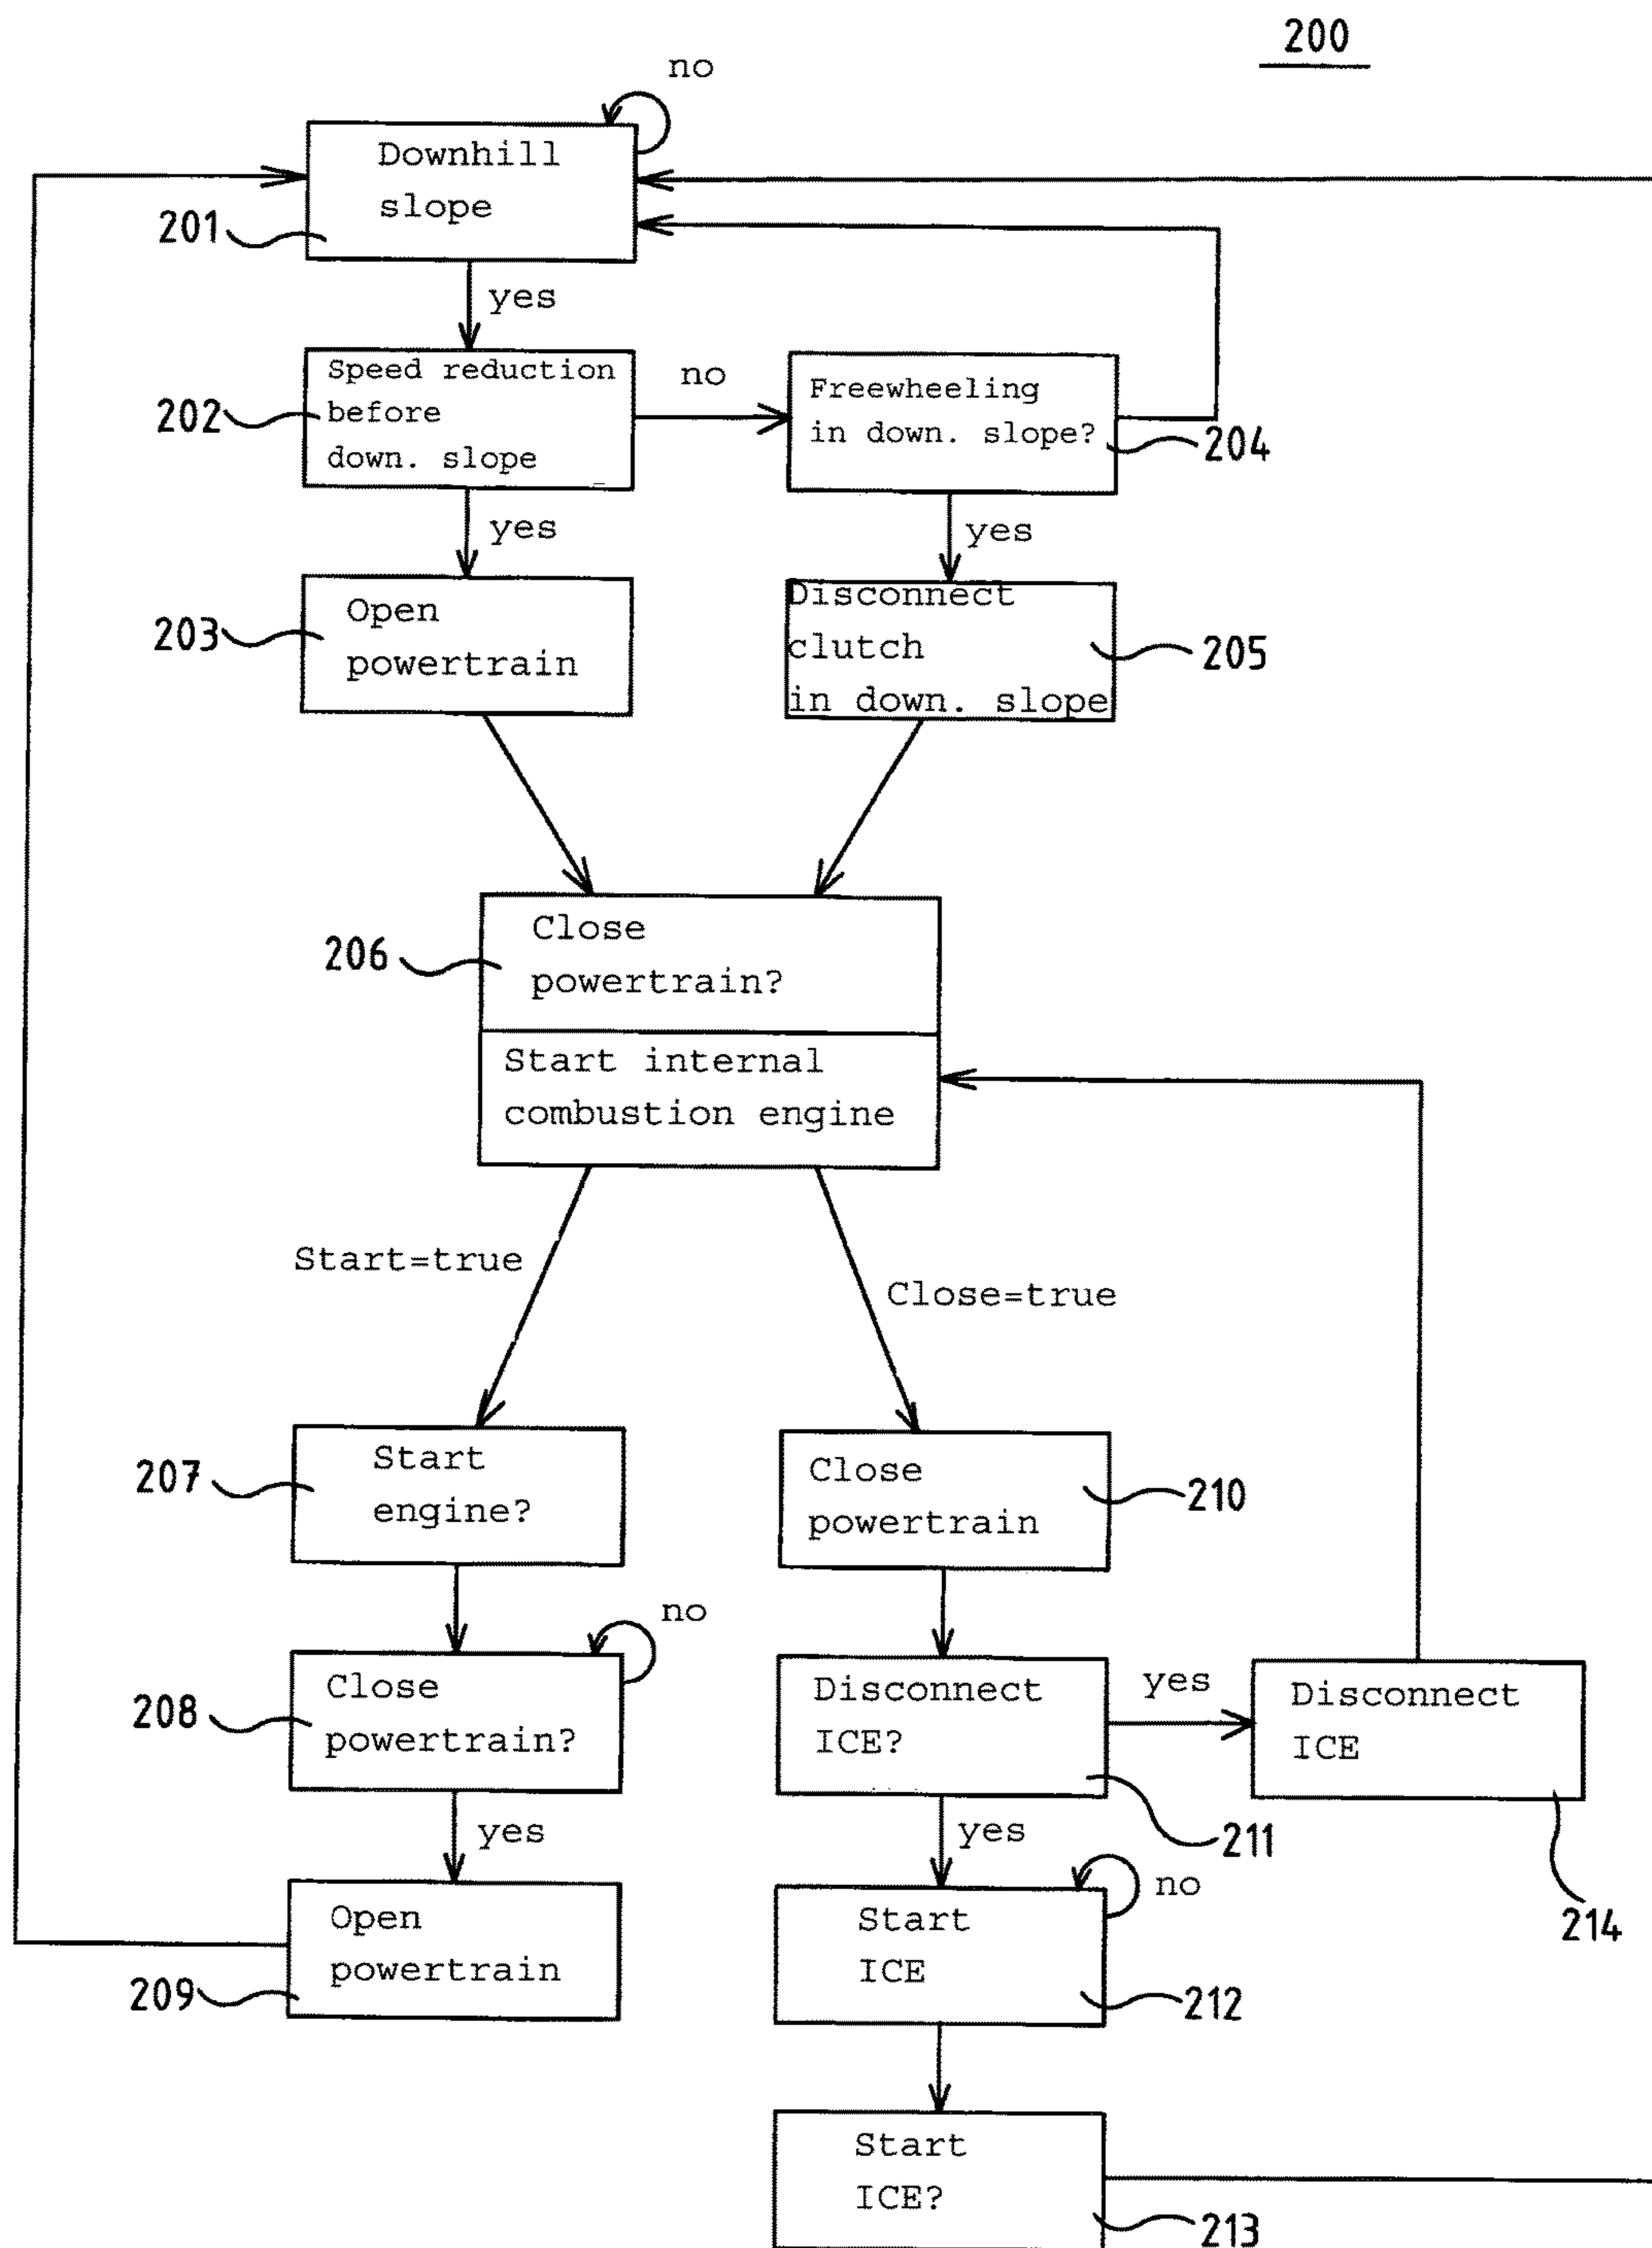 200
no
Downhill
slope
201
yes
Speed reduction
before
down. slope
202
no
Freewheeling
in down. slope?
204
yes
yes
Open
powertrain
203
Disconnect
clutch
in down. slope
205
Close
powertrain?
206
Start internal
combustion engine
Start=true
Close=true
Start
engine?
207
Close
powertrain
210
no
Close
powertrain?
208
Disconnect
ICE?
211
yes
Disconnect
ICE
214
yes
yes
Open
powertrain
209
Start
ICE
no
212
Start
ICE?
213